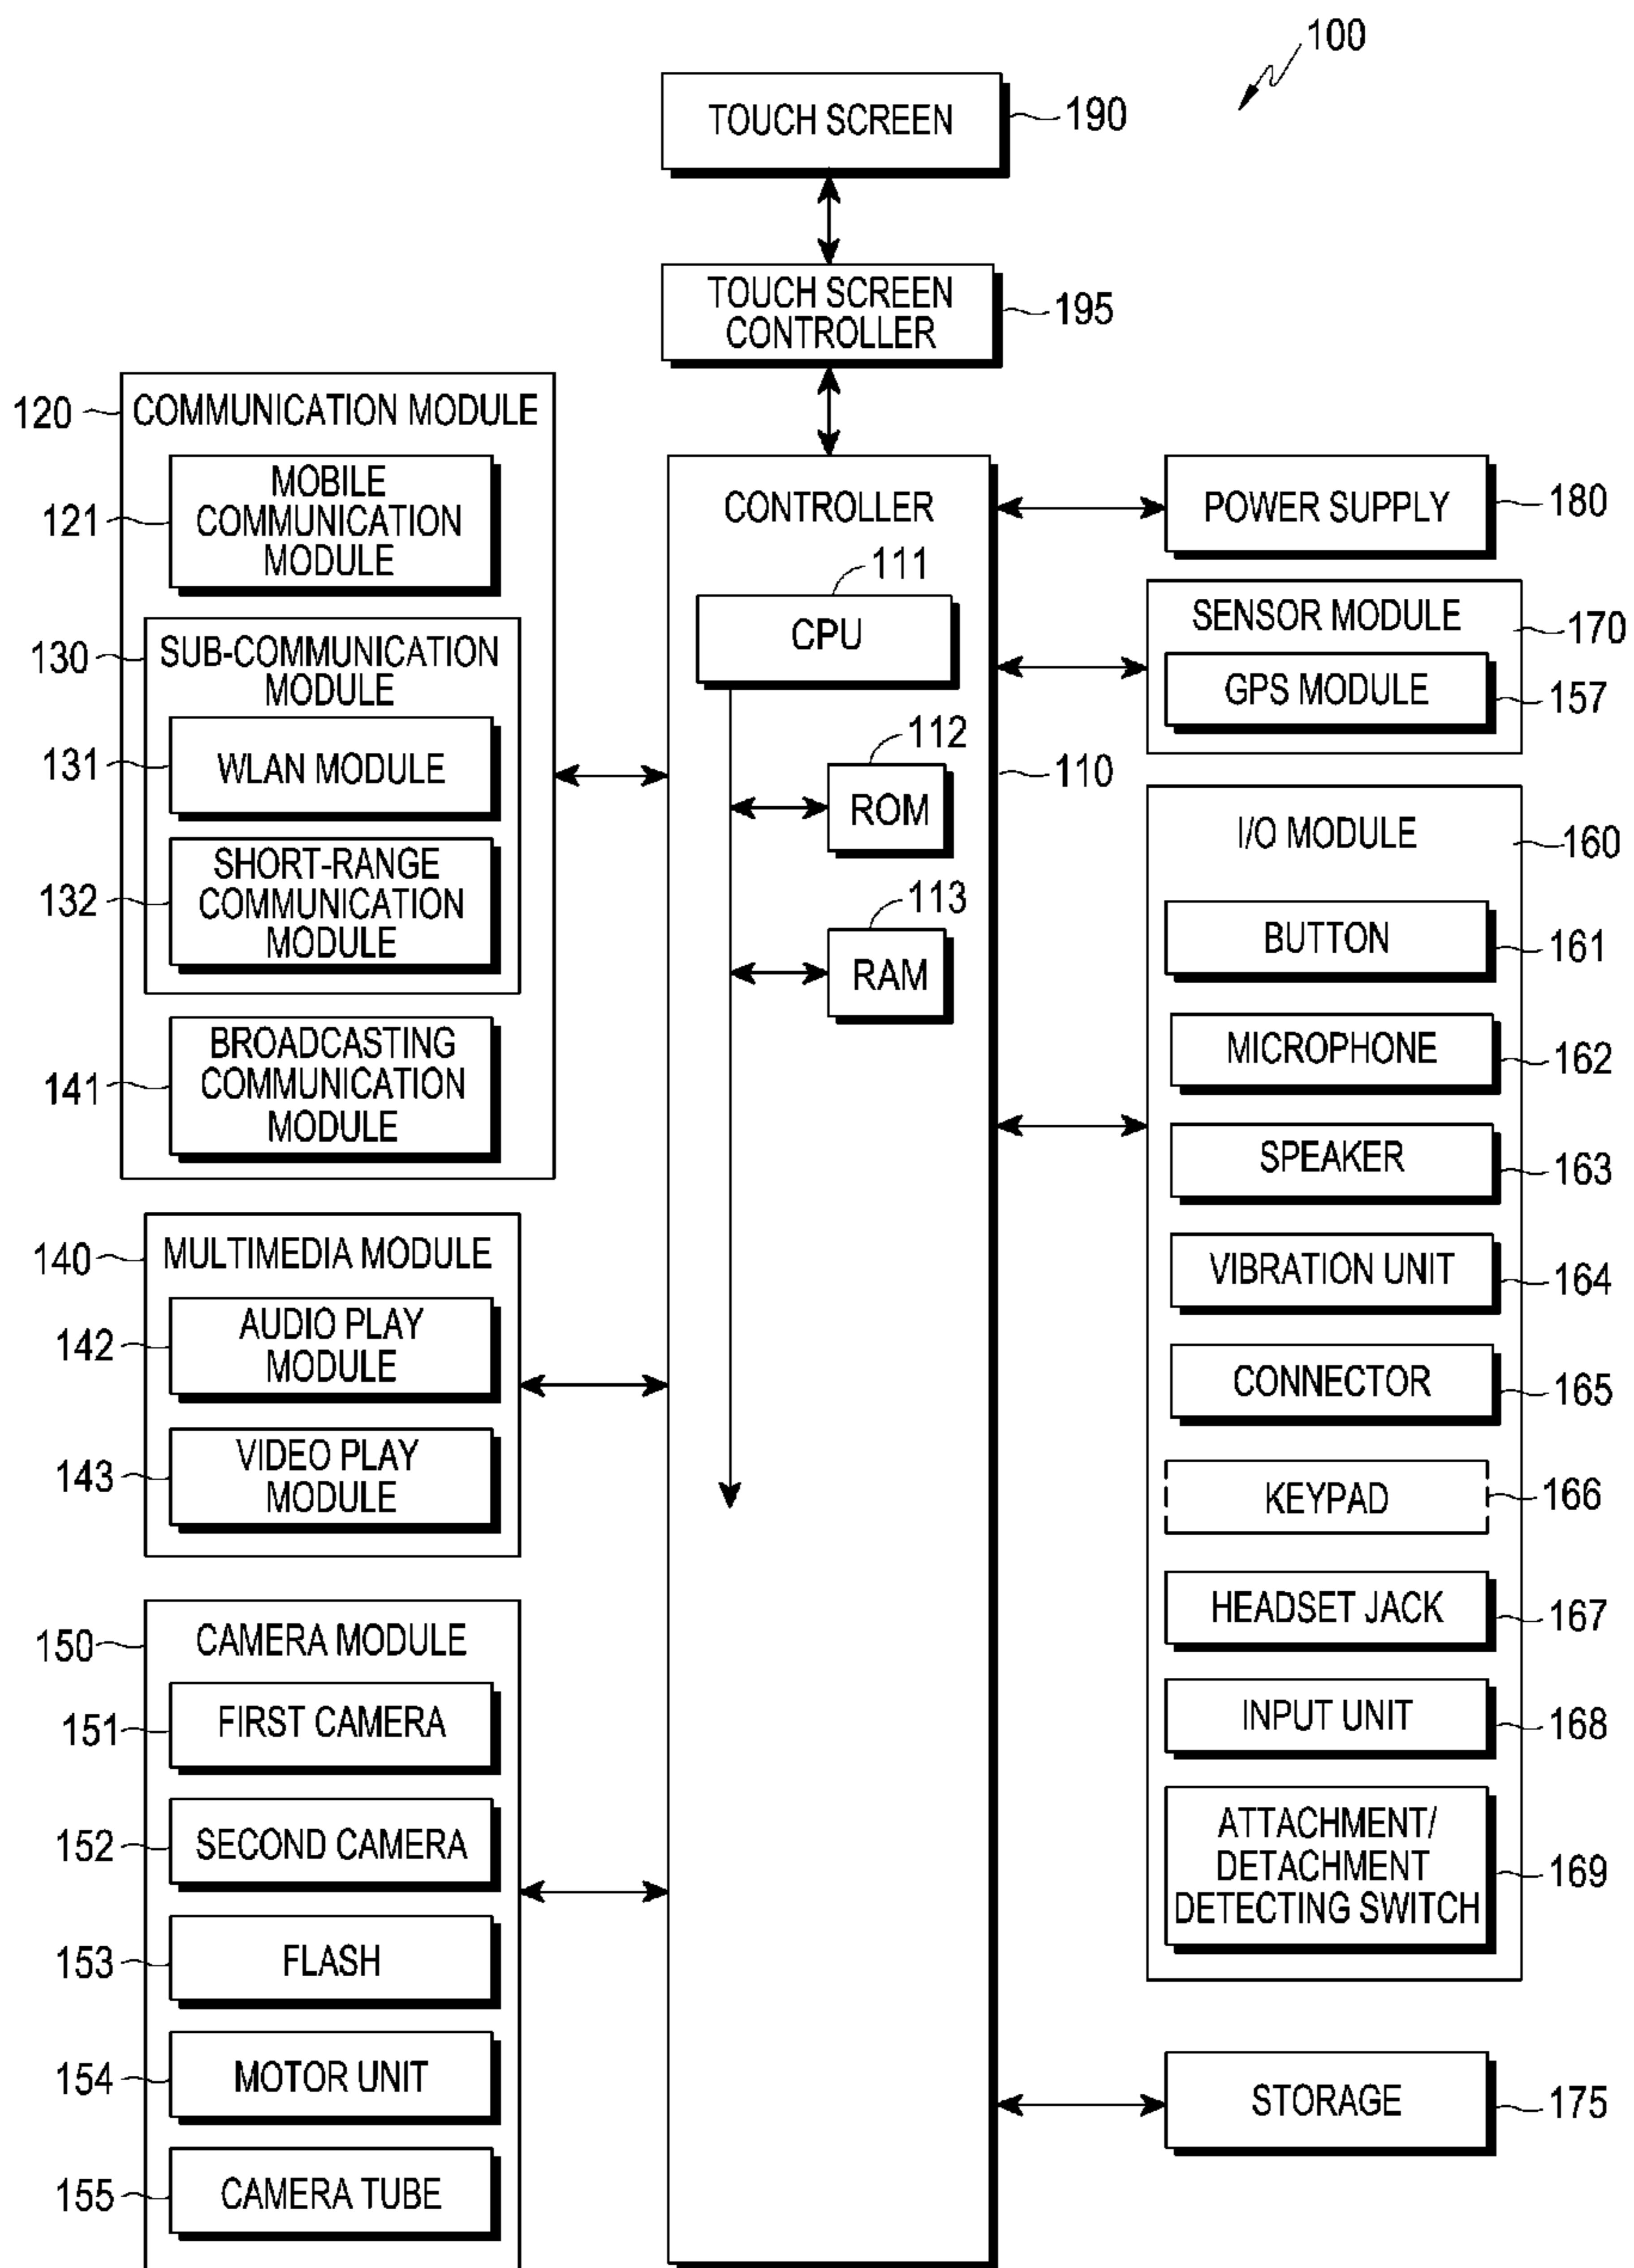 100
TOUCH SCREEN
190
TOUCH SCREEN
CONTROLLER
195
120
COMMUNICATION MODULE
121
MOBILE
COMMUNICATION
MODULE
130
SUB-COMMUNICATION
MODULE
131
WLAN MODULE
132
SHORT-RANGE
COMMUNICATION
MODULE
141
BROADCASTING
COMMUNICATION
MODULE
140
MULTIMEDIA MODULE
142
AUDIO PLAY
MODULE
143
VIDEO PLAY
MODULE
150
CAMERA MODULE
151
FIRST CAMERA
152
SECOND CAMERA
153
FLASH
154
MOTOR UNIT
155
CAMERA TUBE
CONTROLLER
111
CPU
112
ROM
110
113
RAM
POWER SUPPLY
180
SENSOR MODULE
170
GPS MODULE
157
I/O MODULE
160
BUTTON
161
MICROPHONE
162
SPEAKER
163
VIBRATION UNIT
164
CONNECTOR
165
KEYPAD
166
HEADSET JACK
167
INPUT UNIT
168
ATTACHMENT/
DETACHMENT
DETECTING SWITCH
169
STORAGE
175